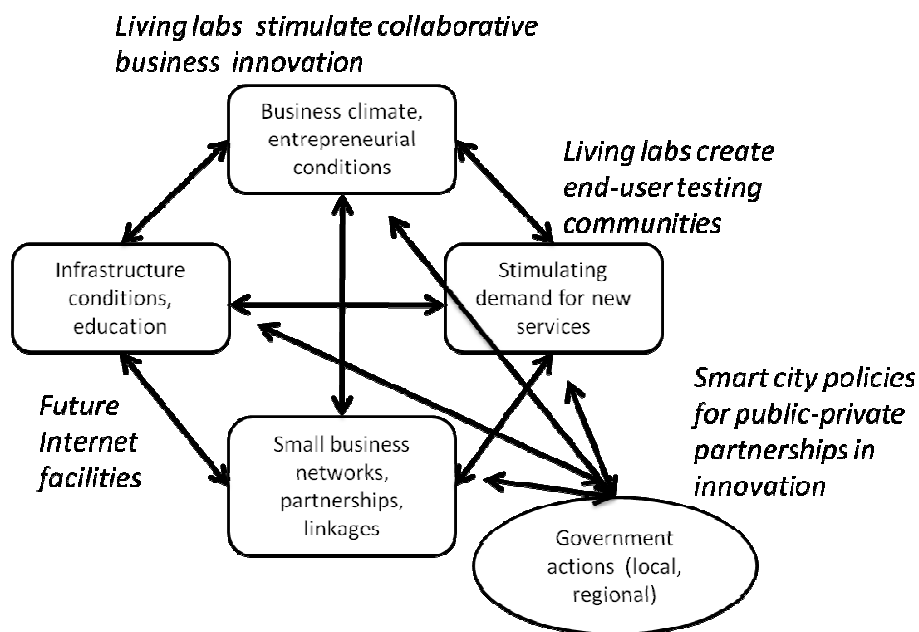 Living labs stimulate collaborative
business innovation
Business climate,
entrepreneurial
conditions
Living labs create
end-user testing
communities
Infrastructure
conditions,
education
Stimulating
demand for new
services
Future
Internet
facilities
Small business
networks,
partnerships,
linkages
Smart city policies
for public-private
partnerships in
innovation
Government
actions (local,
regional)